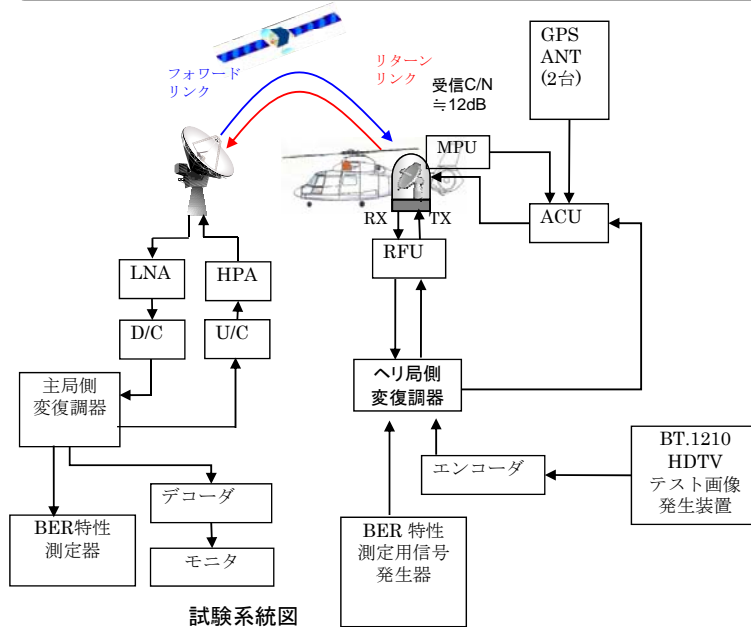 フォワード
リンク
リターン
リンク
受信C/N
≒12dB
GPS
ANT
(2台)
MPU
ACU
RX
TX
RFU
LNA
HPA
D/C
U/C
主局側
変復調器
ヘリ局側
変復調器
エンコーダ
BT.1210
HDTV
テスト画像
発生装置
デコーダ
BER特性
測定器
モニタ
BER 特性
測定用信号
発生器
試験系統図